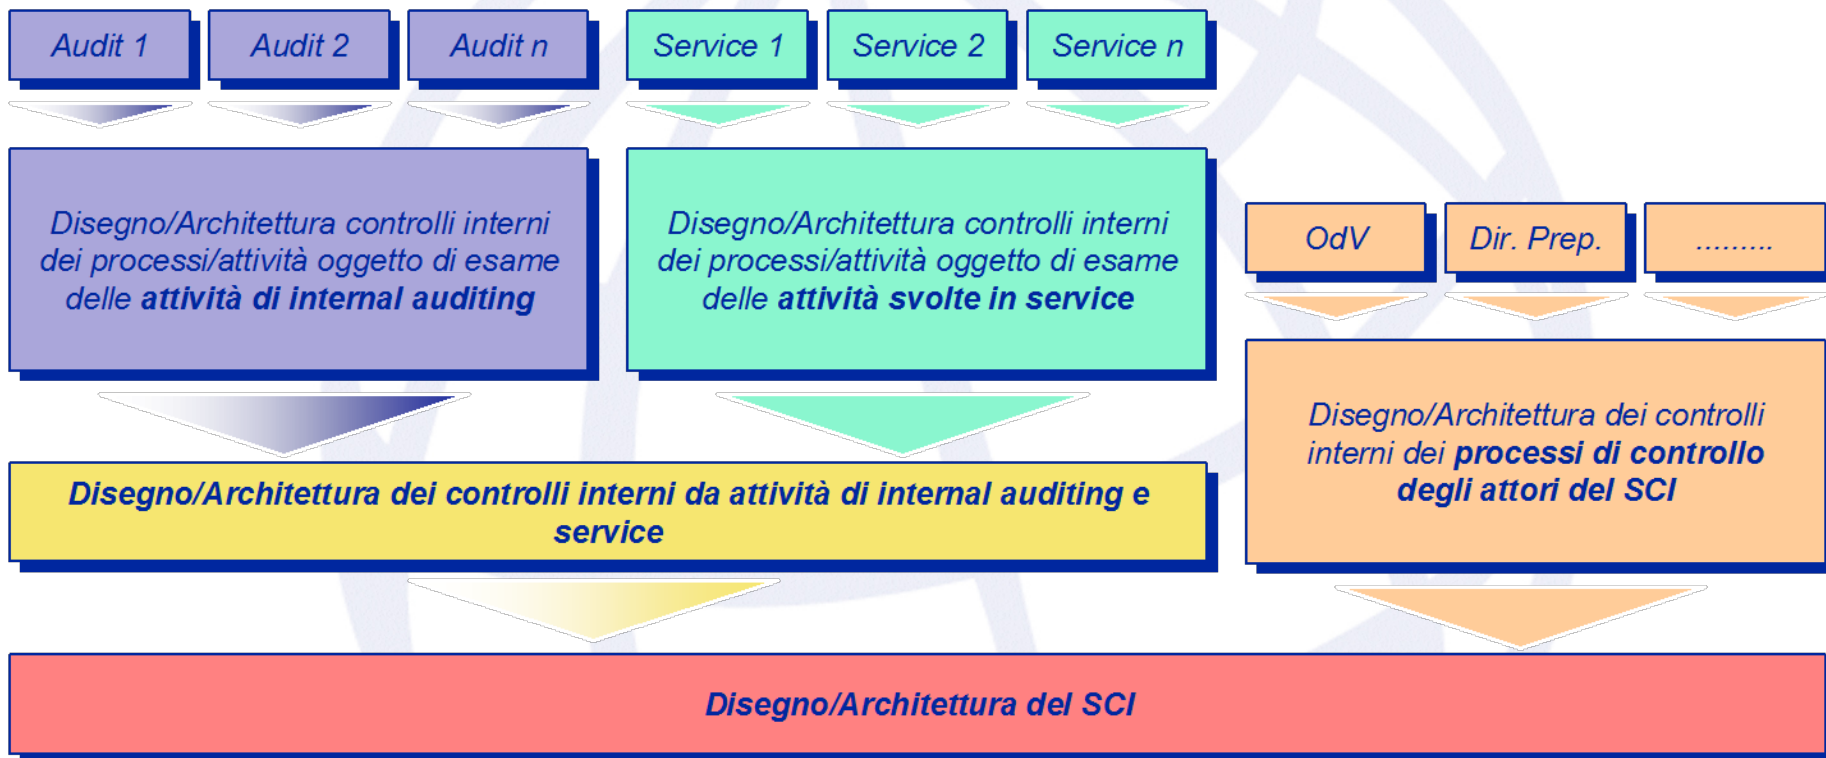 Audit 1
Audit 2
Audit n
Service 1
Service 2
Service n
Disegno/Architettura controlli interni
dei processi/attività oggetto di esame
delle attività di internal auditing
Disegno/Architettura controlli interni
dei processi/attività oggetto di esame
delle attività svolte in service
OdV
Dir. Prep.
.........
Disegno/Architettura dei controlli
interni dei processi di controllo
degli attori del SCI
Disegno/Architettura dei controlli interni da attività di internal auditing e
service
Disegno/Architettura del SCI